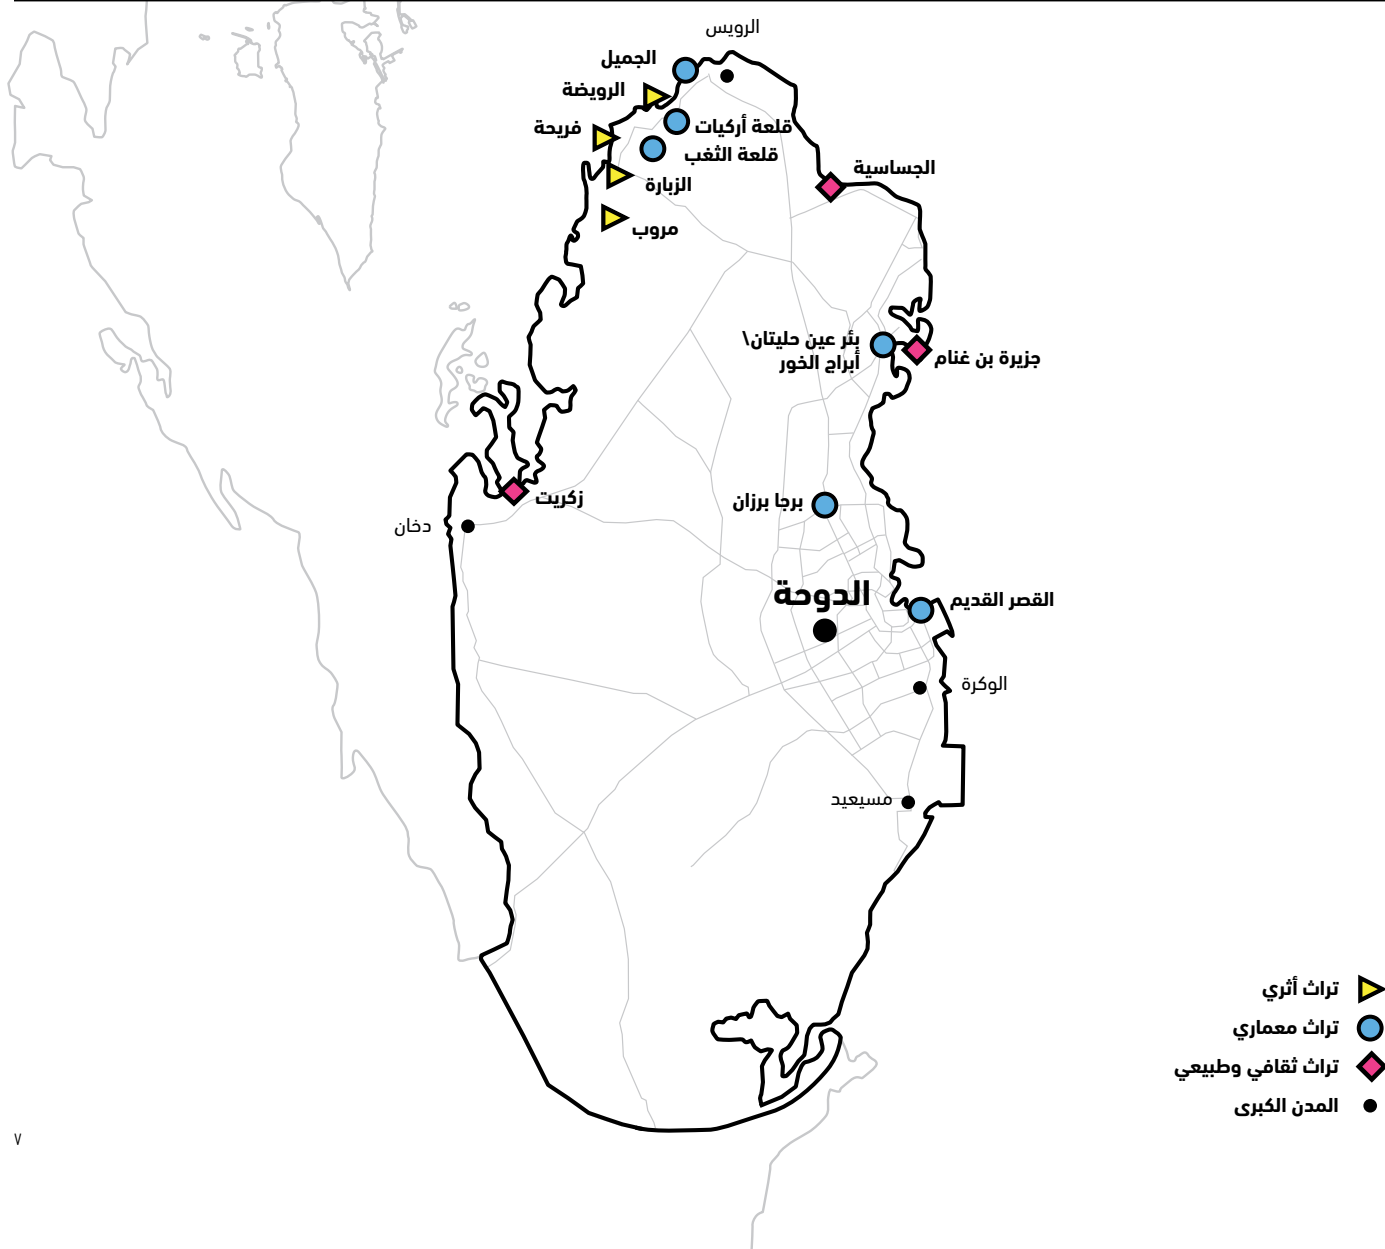 الرويس
الجميل
الرويضة
فريحة
قلعة أركيات
قلعة الثغب
الزبارة
مروب
الجساسية
بئر عين حليتان\
أبراج الخور
جزيرة بن غنام
برجا برزان
زكريت
دخان
الدوحة
القصر القديم
الوكرة
مسيعيد
تراث أثري
تراث معماري
تراث ثقافي وطبيعي
المدن الكبرى
٧